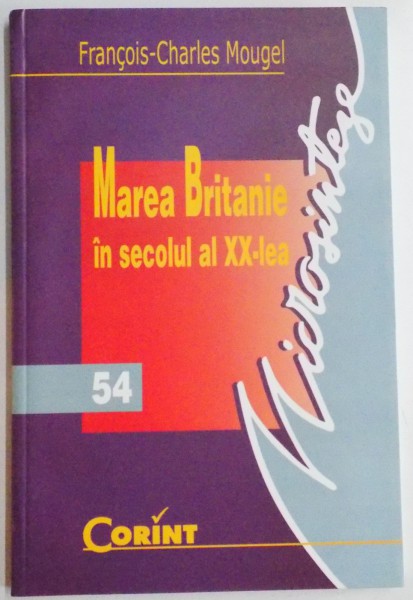 François-Charles Mougel
Marea Britanie
în secolul al XX-lea
Microsinteze
54
CORINT